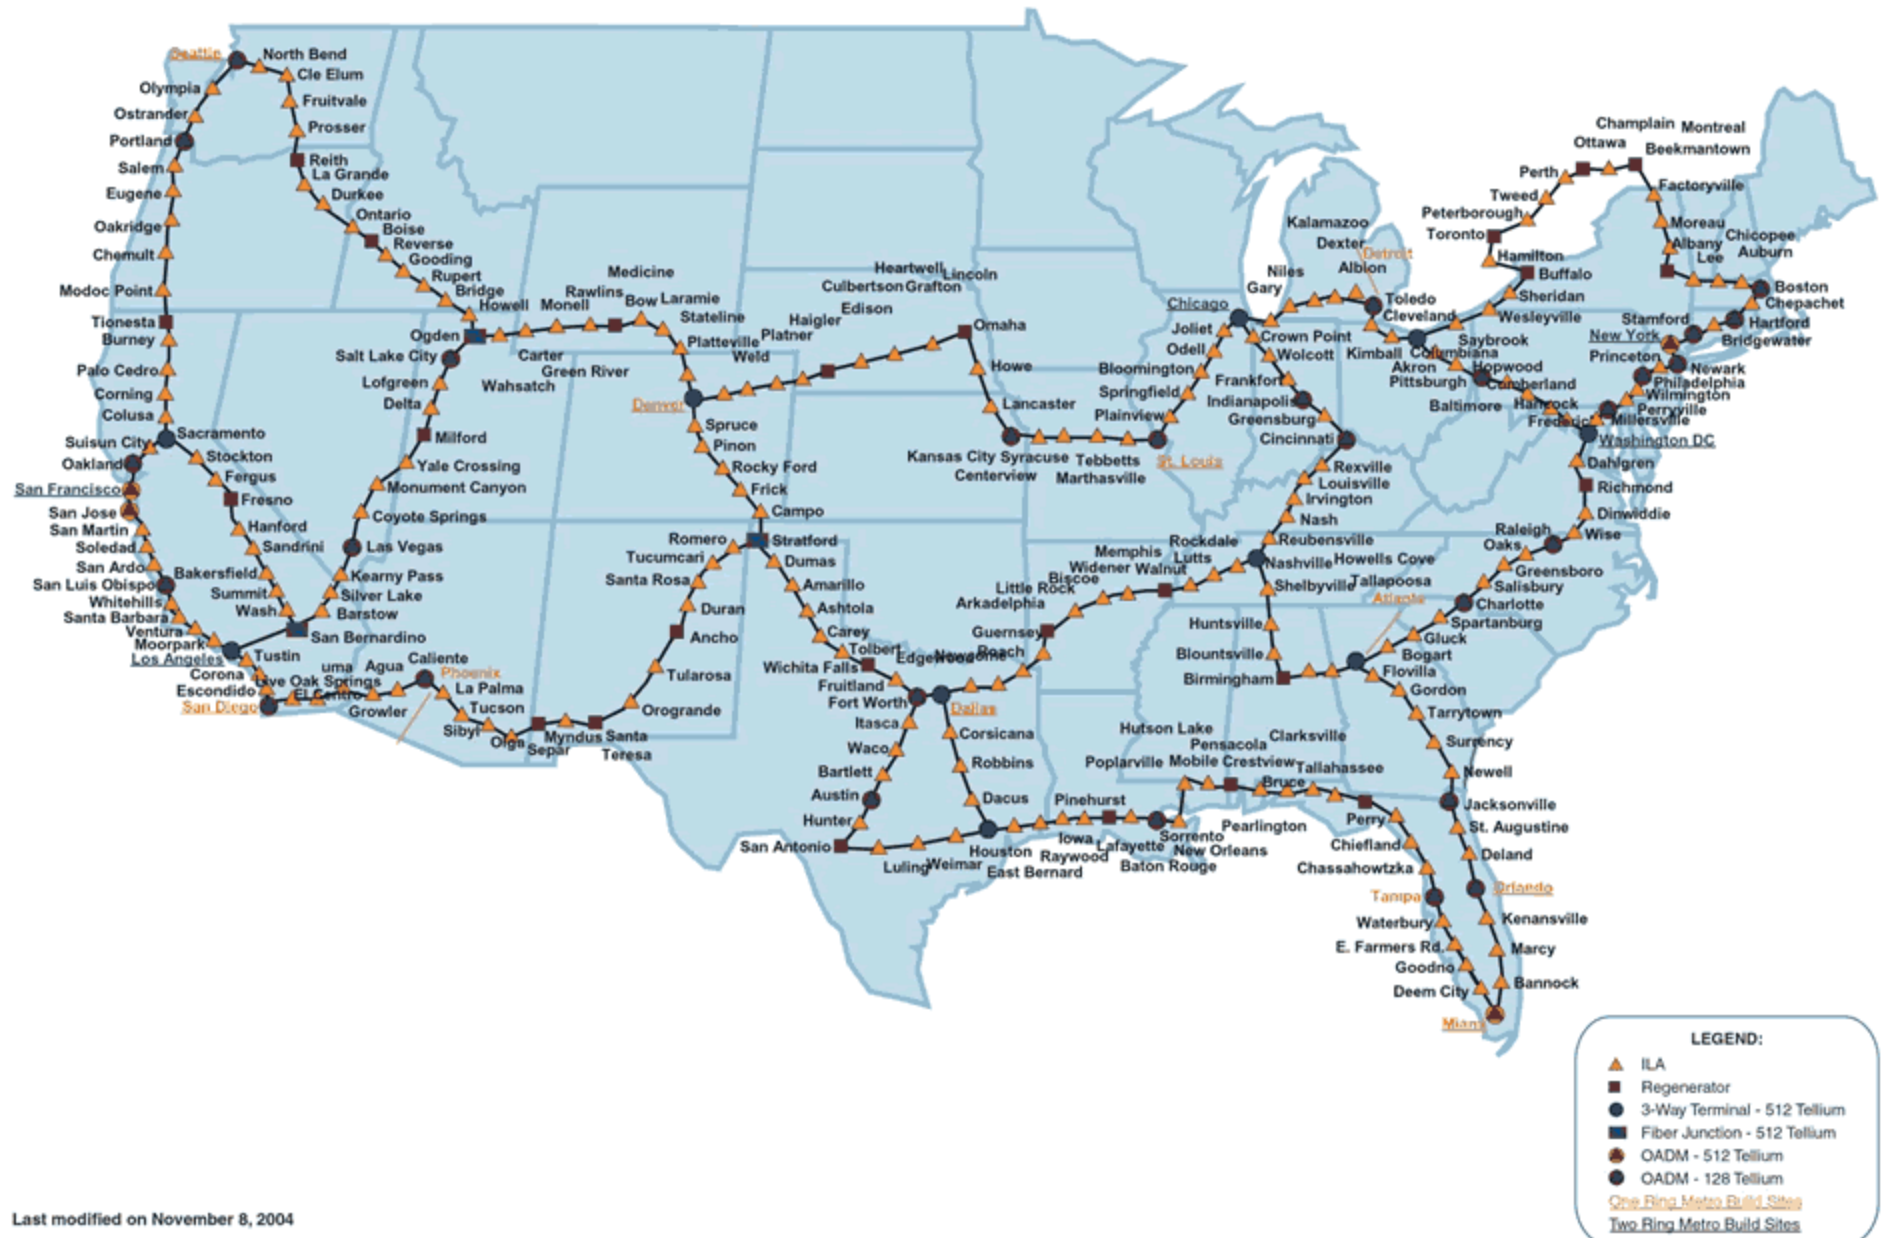 Seattle
North Bend
Cle Elum
Olympia
Fruitvale
Ostrander
Prosser
Portland
Reith
Salem
La Grande
Eugene
Durkee
Oakridge
Ontario
Boise
Chemult
Reverse
Gooding
Modoc Point
Rupert
Bridge
Howell
Tionesta
Burney
Ogden
Palo Cedro
Salt Lake City
Corning
Lofgreen
Colusa
Delta
Suisun City
Sacramento
Milford
Oakland
Stockton
Yale Crossing
Fergus
San Francisco
Fresno
Monument Canyon
San Jose
Coyote Springs
San Martin
Hanford
Soledad
Sandrini
Las Vegas
San Ardo
Bakersfield
Kearny Pass
San Luis Obispo
Summit
Silver Lake
Whitehills
Wash
Barstow
Santa Barbara
Ventura
San Bernardino
Moorpark
Los Angeles
Tustin
Corona
uma
Agua
Caliente
Phoenix
Live Oak Springs
Escondido
El Centro
La Palma
San Diego
Growler
Tucson
Sibyl
Olga
Separ
Myndus
Santa
Teresa
Orogrande
Tularosa
Ancho
Duran
Santa Rosa
Tucumcari
Romero
Stratford
Medicine
Rawlins
Bow
Laramie
Monell
Stateline
Carter
Green River
Wahsatch
Platteville
Weld
Platner
Haigler
Edison
Culbertson
Heartwell
Grafton
Lincoln
Omaha
Denver
Howe
Spruce
Lancaster
Pinon
Rocky Ford
Frick
Campo
Kansas City
Syracuse
Centerview
Tebbetts
Marthasville
St. Louis
Dumas
Amarillo
Ashtola
Carey
Tolbert
Wichita Falls
Fruitland
Fort Worth
Dallas
Edgewood
Newsome
Roach
Guernsey
Arkadelphia
Little Rock
Biscoe
Widener
Memphis
Walnut
Lutts
Rockdale
Itasca
Corsicana
Waco
Robbins
Bartlett
Austin
Dacus
Hunter
San Antonio
Luling
Weimar
Houston
East Bernard
Raywood
Iowa
Pinehurst
Lafayette
Baton Rouge
Sorrento
New Orleans
Pearlington
Poplarville
Hutson Lake
Mobile
Pensacola
Crestview
Clarksville
Bruce
Tallahassee
Perry
Chiefland
Chassahowtzka
Tampa
Waterbury
E. Farmers Rd.
Goodno
Deem City
Miami
Bannock
Marcy
Kenansville
Orlando
Deland
St. Augustine
Jacksonville
Newell
Surrency
Tarrytown
Gordon
Flovilla
Bogart
Gluck
Spartanburg
Charlotte
Salisbury
Greensboro
Oaks
Raleigh
Wise
Dinwiddie
Richmond
Dahlgren
Washington DC
Atlanta
Tallapoosa
Howells Cove
Birmingham
Blountsville
Huntsville
Shelbyville
Nashville
Reubensville
Nash
Irvington
Louisville
Rexville
Cincinnati
Greensburg
Indianapolis
Frankfort
Wolcott
Crown Point
Plainview
Springfield
Bloomington
Odell
Joliet
Chicago
Gary
Niles
Kalamazoo
Dexter
Albion
Detroit
Toledo
Cleveland
Kimball
Columbiana
Akron
Pittsburgh
Saybrook
Wesleyville
Sheridan
Buffalo
Hamilton
Toronto
Peterborough
Tweed
Perth
Ottawa
Champlain
Montreal
Beekmantown
Factoryville
Moreau
Albany
Lee
Chicopee
Auburn
Boston
Chepachet
Hartford
Bridgewater
Stamford
New York
Newark
Princeton
Philadelphia
Wilmington
Perryville
Millersville
Baltimore
Hopwood
Cumberland
Hancock
Frederick
LEGEND:
ILA
Regenerator
3-Way Terminal - 512 Tellium
Fiber Junction - 512 Tellium
OADM - 512 Tellium
OADM - 128 Tellium
One Ring Metro Build Sites
Two Ring Metro Build Sites
Last modified on November 8, 2004